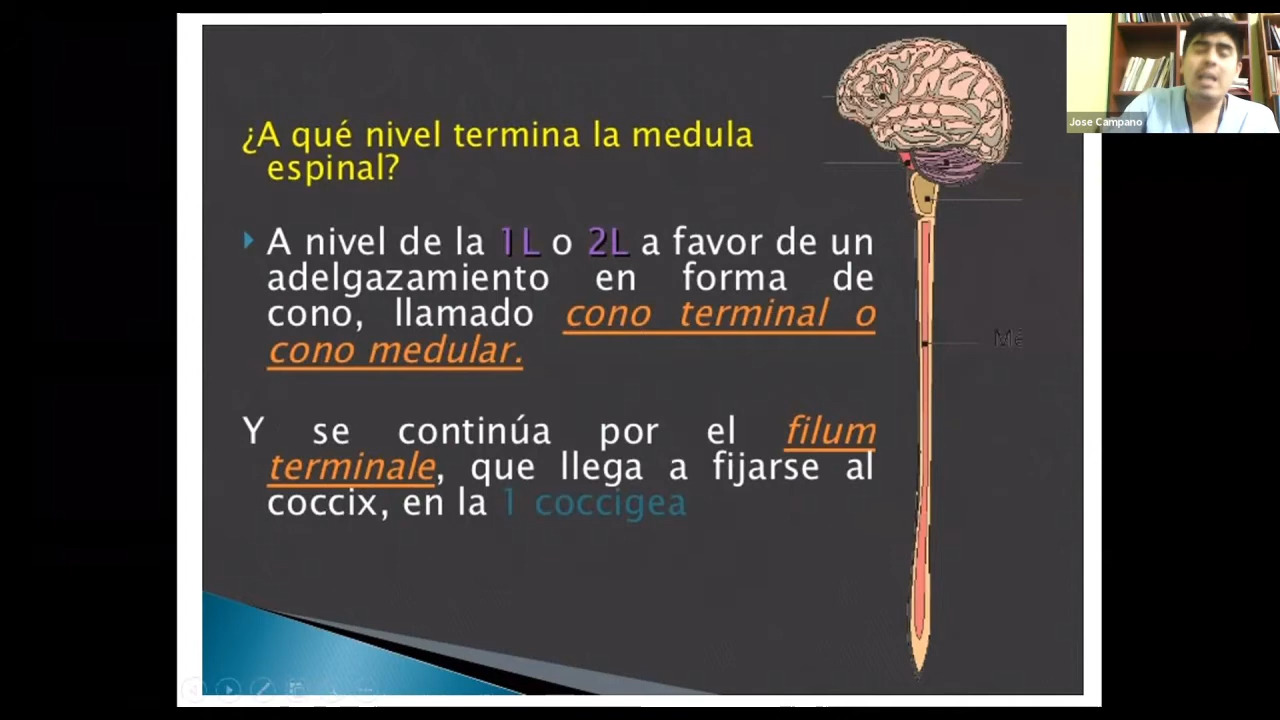 ¿A qué nivel termina la medula
espinal?
A nivel de la 1L o 2L a favor de un
adelgazamiento en forma de
cono, llamado cono terminal o
cono medular.
Y se continúa por el filum
terminale, que llega a fijarse al
coccix, en la 1 coccigea
Mé
Jose Campano